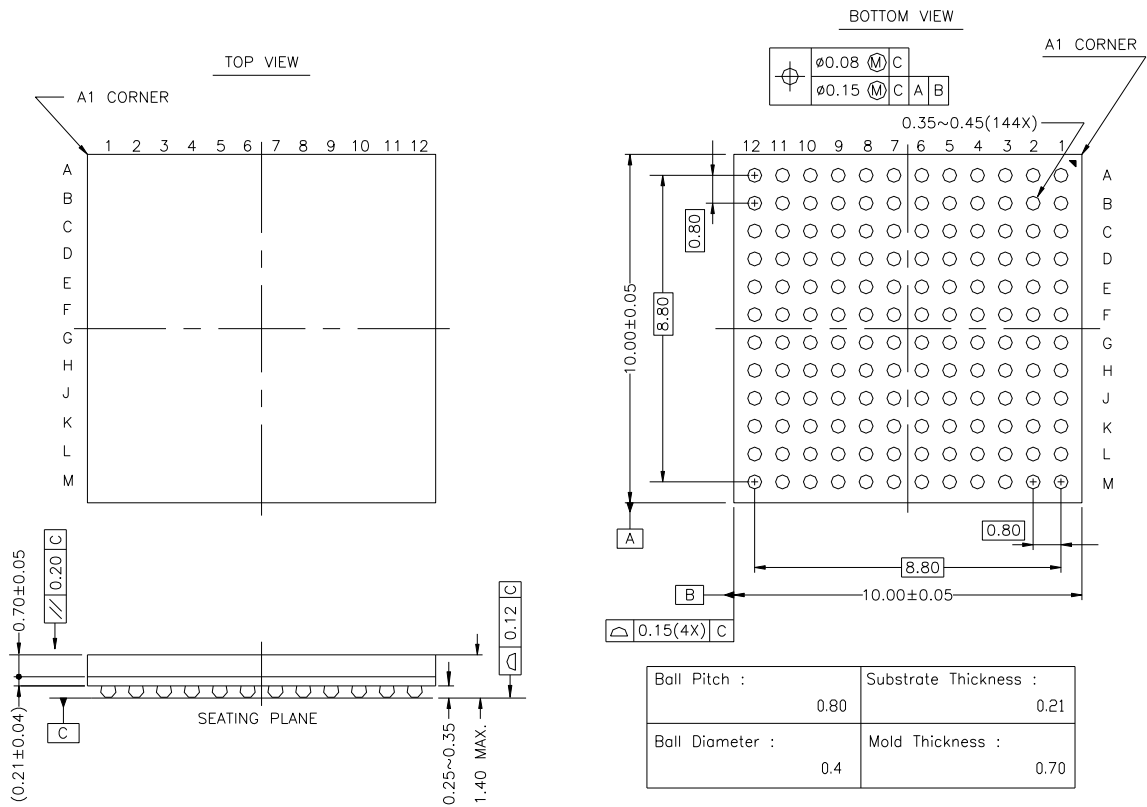 TOP VIEW
A1 CORNER
1 2 3 4 5 6 7 8 9 10 11 12
A
B
C
D
E
F
G
H
J
K
L
M
BOTTOM VIEW
A1 CORNER
⌀0.08 Ⓜ C
⌀0.15 Ⓜ C A B
0.35~0.45(144X)
12 11 10 9 8 7 6 5 4 3 2 1
A
B
C
D
E
F
G
H
J
K
L
M
0.80
8.80
10.00±0.05
A
0.80
8.80
B
10.00±0.05
0.15(4X) C
0.70±0.05
// 0.20 C
(0.21±0.04)
C
SEATING PLANE
0.12 C
0.25~0.35
1.40 MAX.
Ball Pitch :
0.80
Substrate Thickness :
0.21
Ball Diameter :
0.4
Mold Thickness :
0.70